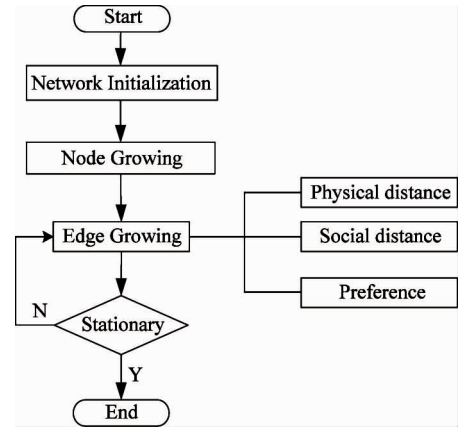 Start
Network Initialization
Node Growing
Physical distance
Edge Growing
Social distance
Preference
N
Stationary
Y
End